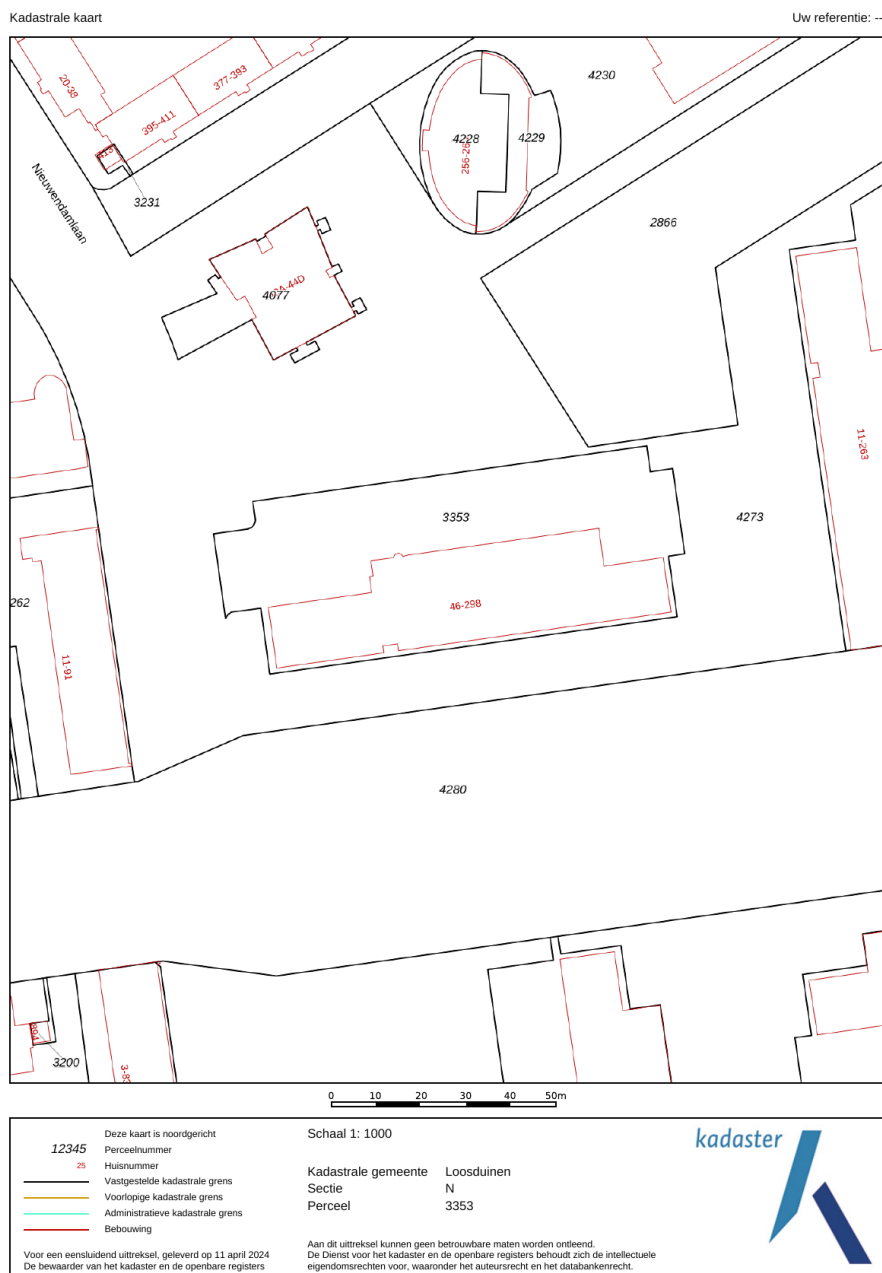 Kadastrale kaart
Uw referentie: --
20-38
377-393
395-411
413
4230
4228
4229
3231
Nieuwendamlaan
2866
4077
11-263
3353
4273
262
46-298
11-91
4280
3200
0 10 20 30 40 50m
Deze kaart is noordgericht
12345 Perceelnummer
25 Huisnummer
Vastgestelde kadastrale grens
Voorlopige kadastrale grens
Administratieve kadastrale grens
Bebouwing
Voor een eensluidend uittreksel, geleverd op 11 april 2024
De bewaarder van het kadaster en de openbare registers
Schaal 1: 1000
Kadastrale gemeente Loosduinen
Sectie N
Perceel 3353
Aan dit uittreksel kunnen geen betrouwbare maten worden ontleend.
De Dienst voor het kadaster en de openbare registers behoudt zich de intellectuele
eigendomsrechten voor, waaronder het auteursrecht en het databankenrecht.
kadaster